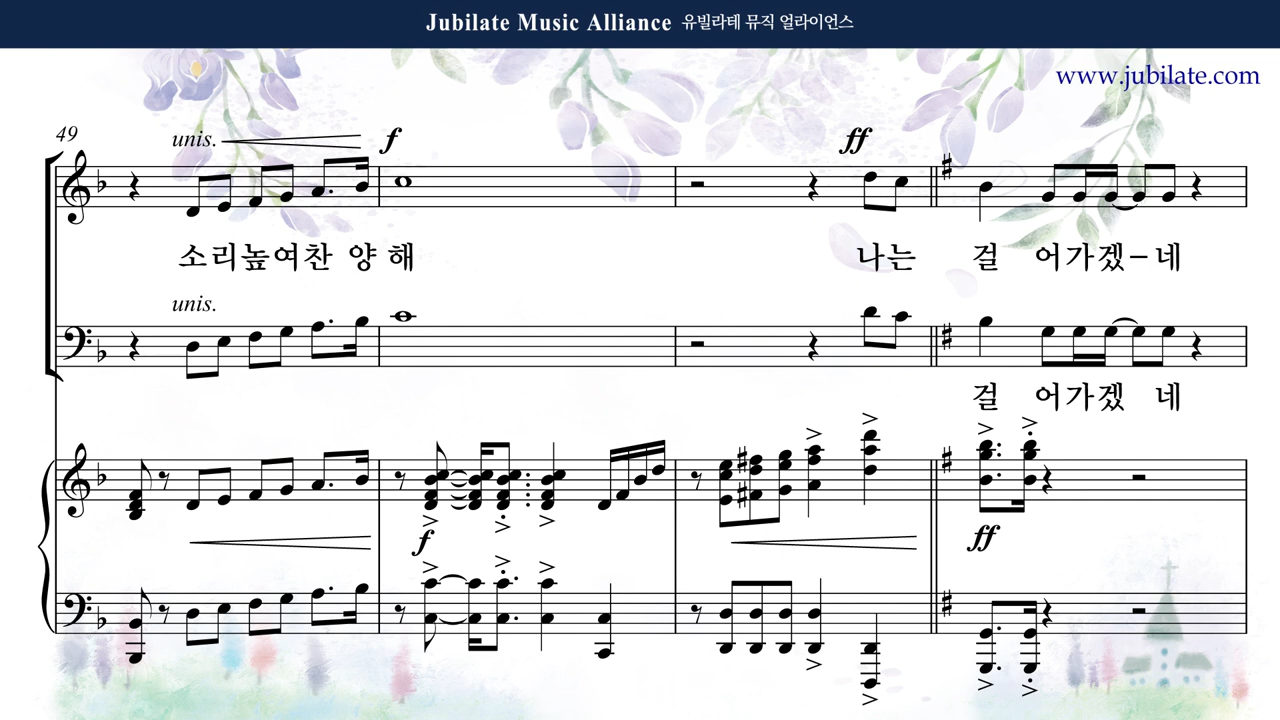 Jubilate Music Alliance 유빌라테 뮤직 얼라이언스
www.jubilate.com
49
unis.
f
ff
소리높여찬 양 해 나는 걸 어가겠-네
unis.
걸 어가겠 네
f
ff